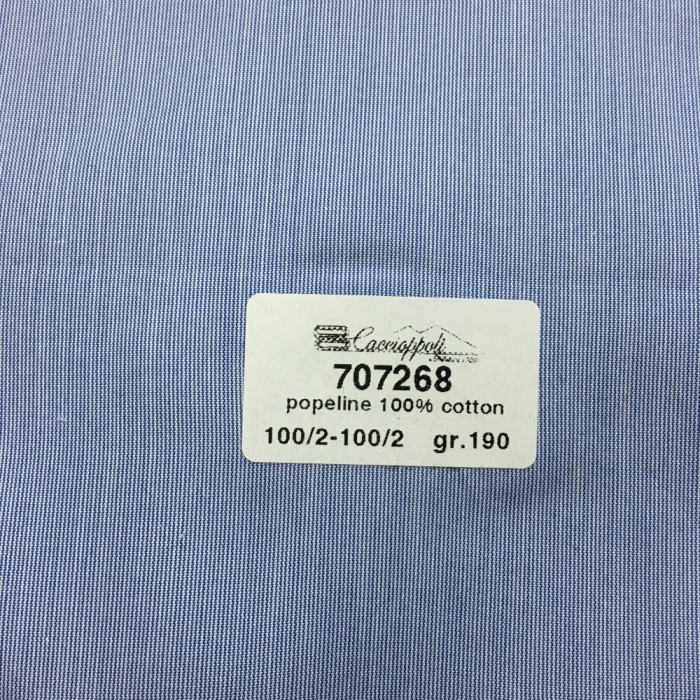 Caccioppoli
707268
popeline 100% cotton
100/2-100/2 gr.190